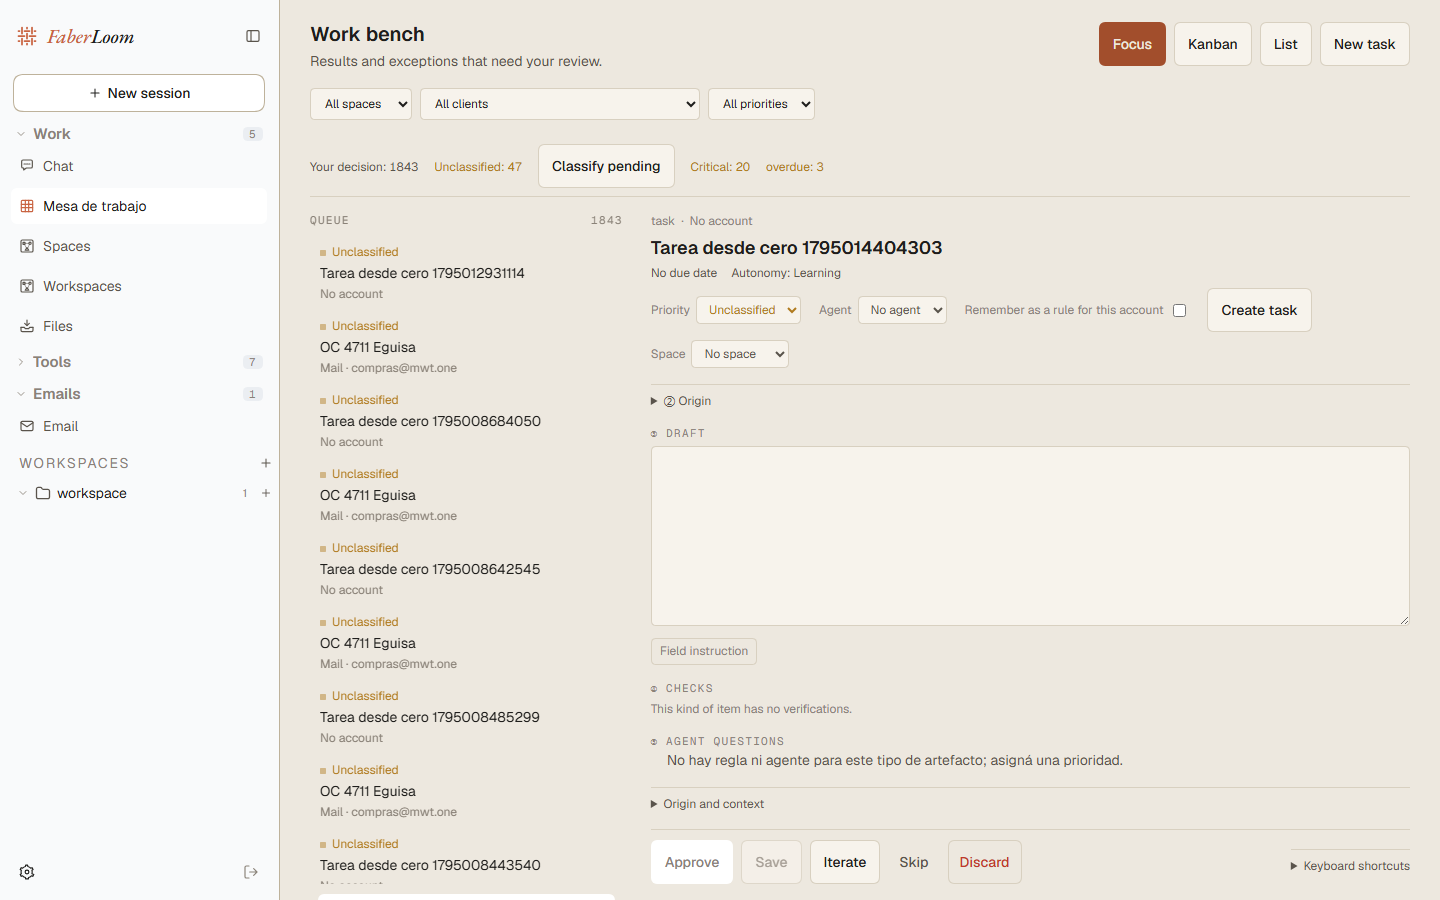 FaberLoom
+ New session
Work 5
Chat
Mesa de trabajo
Spaces
Workspaces
Files
Tools 7
Emails 1
Email
WORKSPACES +
workspace 1 +
Work bench
Results and exceptions that need your review.
Focus
Kanban
List
New task
All spaces
All clients
All priorities
Your decision: 1843
Unclassified: 47
Classify pending
Critical: 20
overdue: 3
QUEUE 1843
Unclassified
Tarea desde cero 1795012931114
No account
Unclassified
OC 4711 Eguisa
Mail · compras@mwt.one
Unclassified
Tarea desde cero 1795008684050
No account
Unclassified
OC 4711 Eguisa
Mail · compras@mwt.one
Unclassified
Tarea desde cero 1795008642545
No account
Unclassified
OC 4711 Eguisa
Mail · compras@mwt.one
Unclassified
Tarea desde cero 1795008485299
No account
Unclassified
OC 4711 Eguisa
Mail · compras@mwt.one
Unclassified
Tarea desde cero 1795008443540
task · No account
Tarea desde cero 1795014404303
No due date Autonomy: Learning
Priority Unclassified Agent No agent Remember as a rule for this account Create task
Space No space
② Origin
DRAFT
Field instruction
CHECKS
This kind of item has no verifications.
AGENT QUESTIONS
No hay regla ni agente para este tipo de artefacto; asigná una prioridad.
Origin and context
Approve
Save
Iterate
Skip
Discard
Keyboard shortcuts